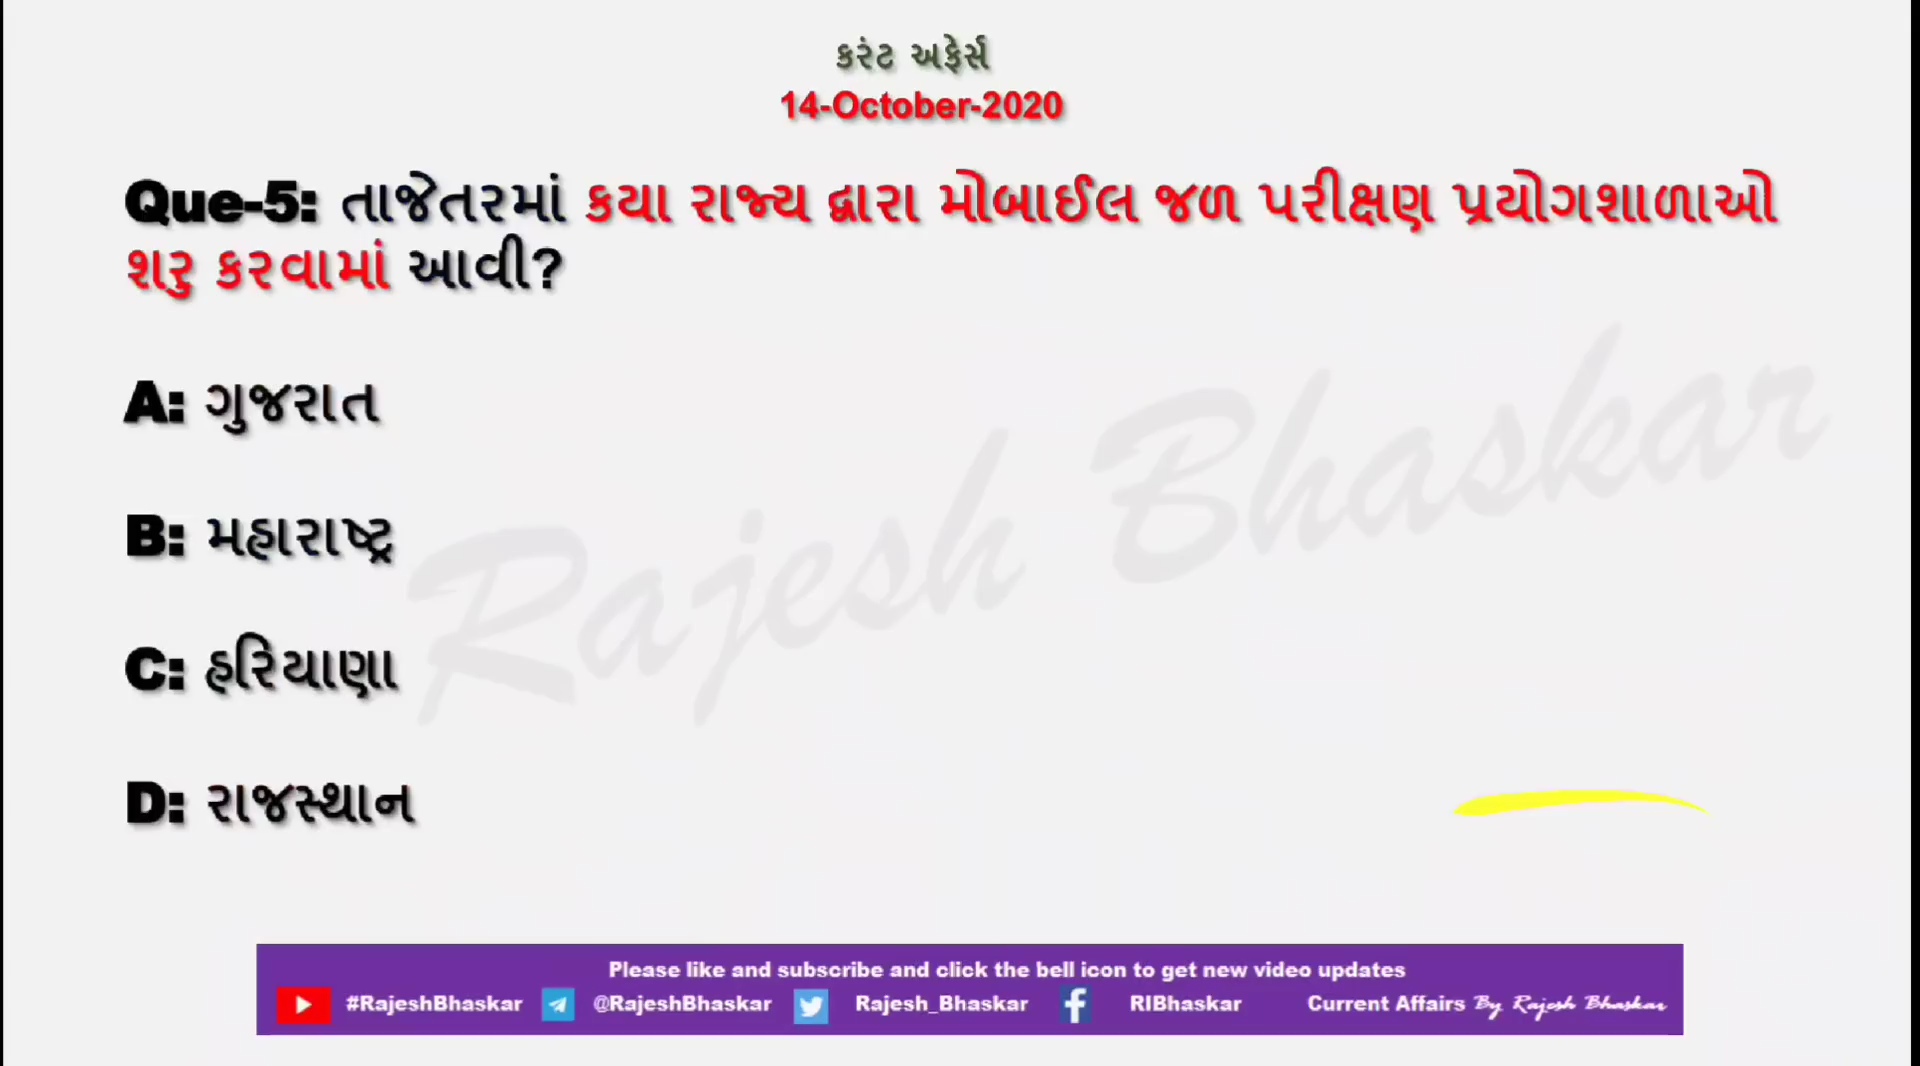 કરંટ અફેર્સ
14-October-2020
Que-5: તાજેતરમાં કયા રાજ્ય દ્વારા મોબાઈલ જળ પરીક્ષણ પ્રયોગશાળાઓ
શરુ કરવામાં આવી?
A: ગુજરાત
B: મહારાષ્ટ્ર
C: હરિયાણા
D: રાજસ્થાન
Rajesh Bhaskar
Please like and subscribe and click the bell icon to get new video updates
#RajeshBhaskar @RajeshBhaskar Rajesh_Bhaskar RIBhaskar Current Affairs By Rajesh Bhaskar